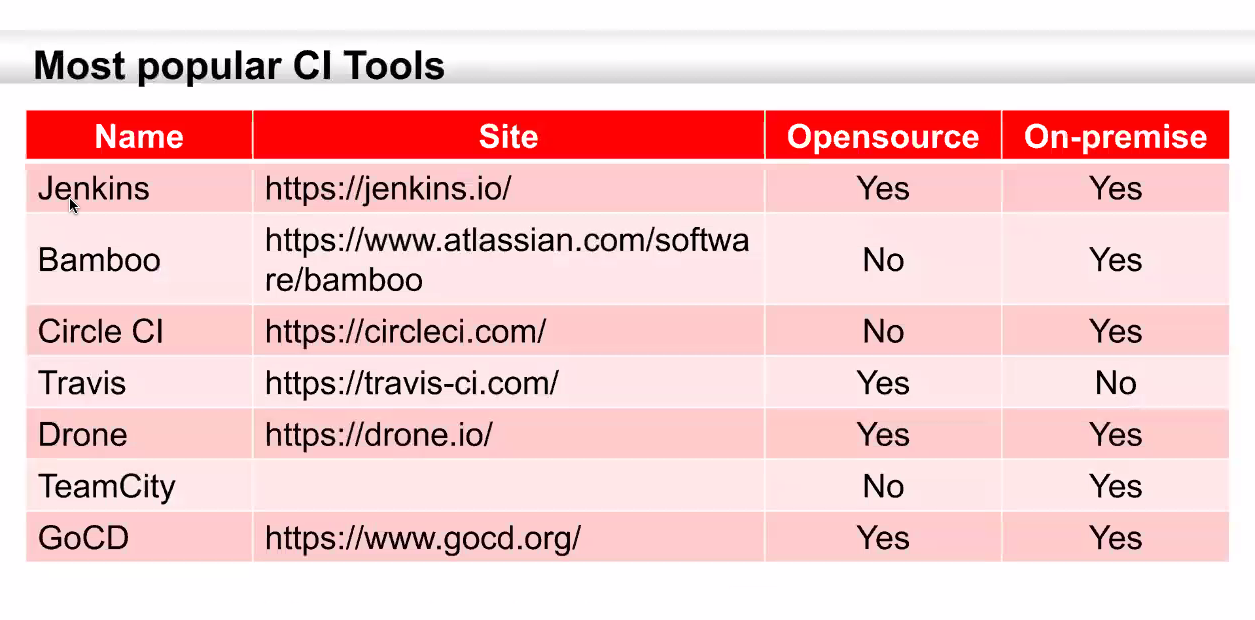 Most popular CI Tools
Name Site Opensource On-premise
Jenkins https://jenkins.io/ Yes Yes
Bamboo https://www.atlassian.com/softwa
re/bamboo No Yes
Circle CI https://circleci.com/ No Yes
Travis https://travis-ci.com/ Yes No
Drone https://drone.io/ Yes Yes
TeamCity No Yes
GoCD https://www.gocd.org/ Yes Yes